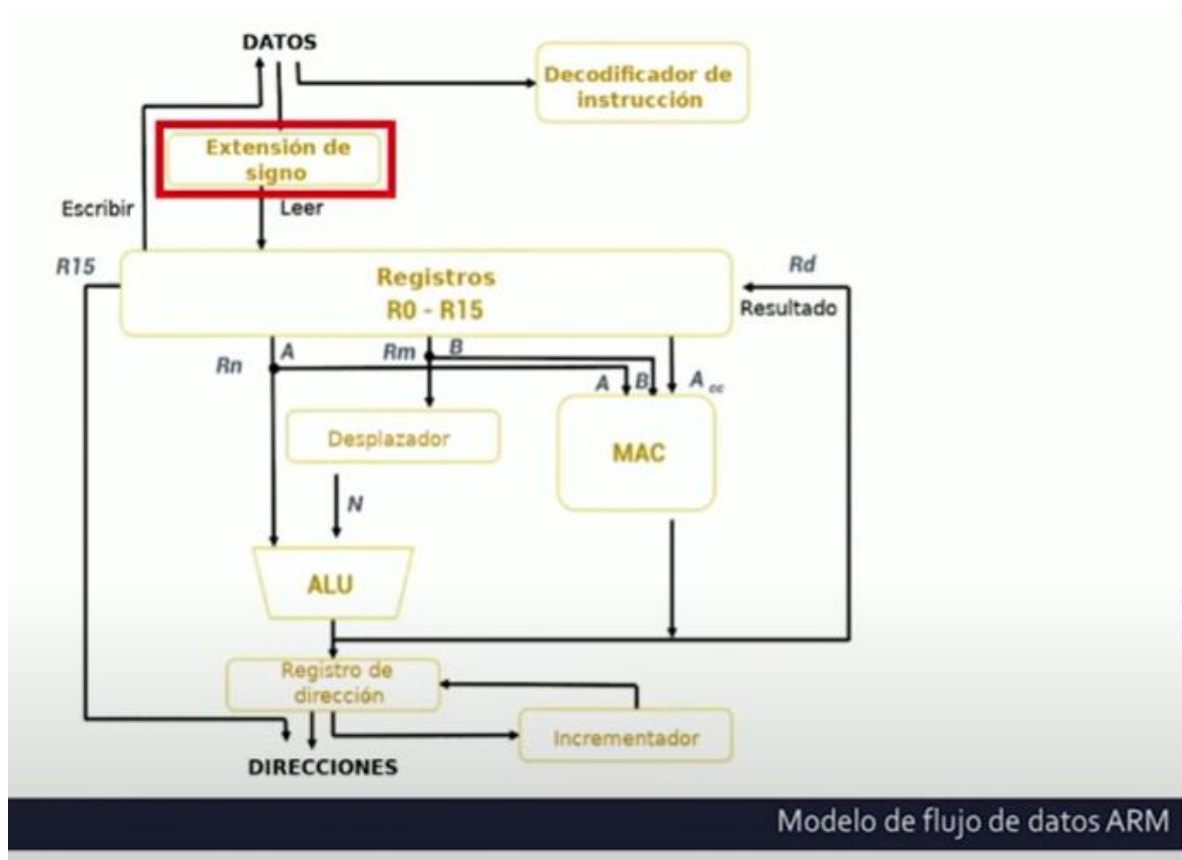 DATOS
Decodificador de
instrucción
Extensión de
signo
Escribir
Leer
R15
Registros
R0 - R15
Rd
Resultado
Rn
A
Rm
B
A
B
A cc
Desplazador
MAC
N
ALU
Registro de
dirección
Incrementador
DIRECCIONES
Modelo de flujo de datos ARM